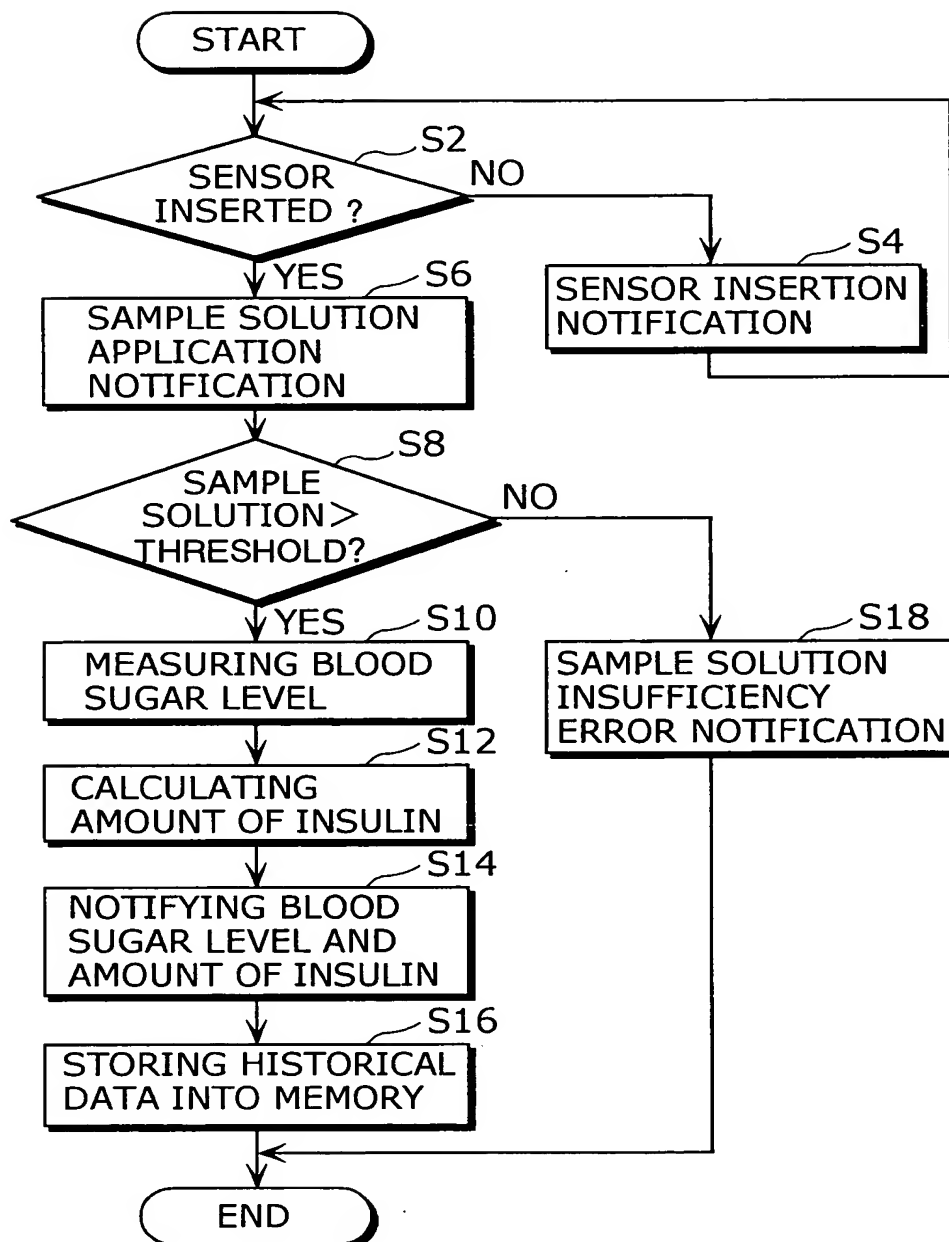 START
S2
SENSOR
INSERTED ?
NO
YES
S4
SENSOR INSERTION
NOTIFICATION
S6
SAMPLE SOLUTION
APPLICATION
NOTIFICATION
S8
SAMPLE
SOLUTION>
THRESHOLD?
NO
YES
S10
MEASURING BLOOD
SUGAR LEVEL
S18
SAMPLE SOLUTION
INSUFFICIENCY
ERROR NOTIFICATION
S12
CALCULATING
AMOUNT OF INSULIN
S14
NOTIFYING BLOOD
SUGAR LEVEL AND
AMOUNT OF INSULIN
S16
STORING HISTORICAL
DATA INTO MEMORY
END